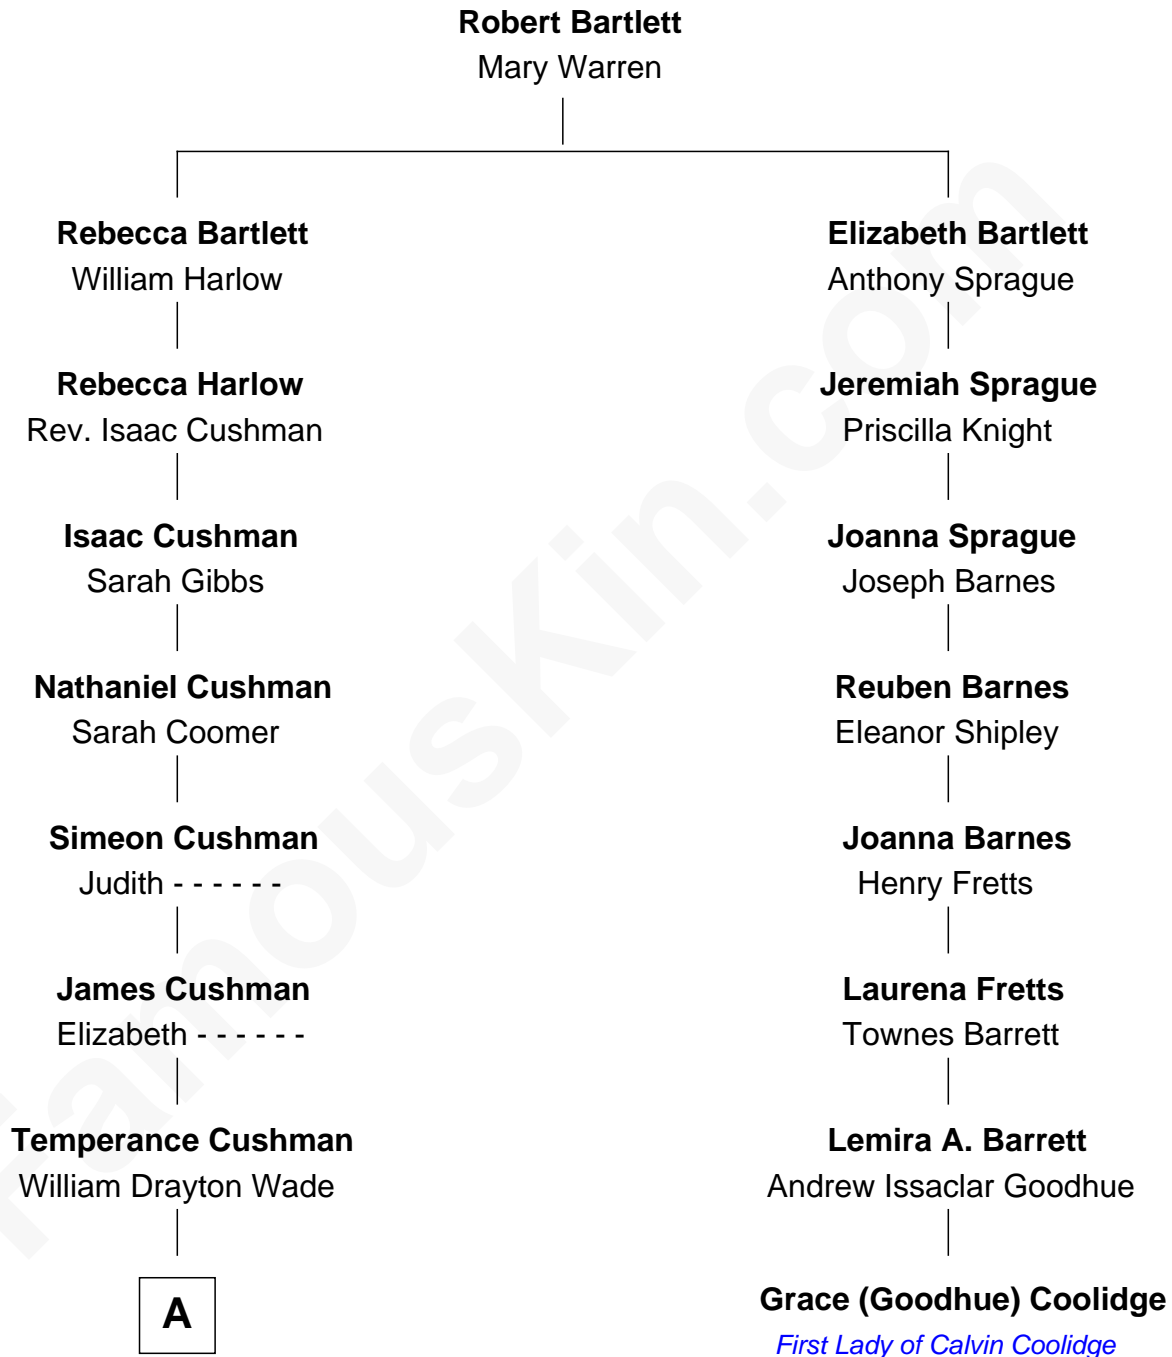 Robert Bartlett
Mary Warren
Rebecca Bartlett
William Harlow
Elizabeth Bartlett
Anthony Sprague
Rebecca Harlow
Rev. Isaac Cushman
Jeremiah Sprague
Priscilla Knight
Isaac Cushman
Sarah Gibbs
Joanna Sprague
Joseph Barnes
Nathaniel Cushman
Sarah Coomer
Reuben Barnes
Eleanor Shipley
Simeon Cushman
Judith - - - - - -
Joanna Barnes
Henry Fretts
James Cushman
Elizabeth - - - - - -
Laurena Fretts
Townes Barrett
Temperance Cushman
William Drayton Wade
Lemira A. Barrett
Andrew Issaclar Goodhue
A
Grace (Goodhue) Coolidge
First Lady of Calvin Coolidge
FamousKin.com